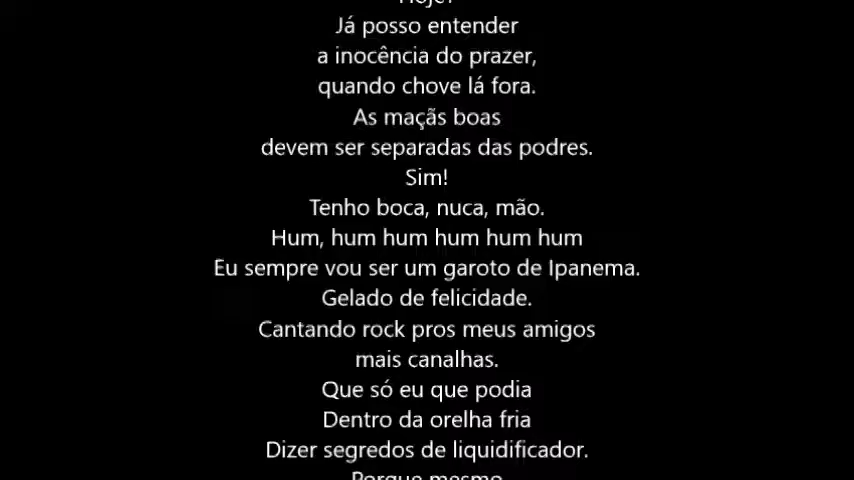 Hoje!
Já posso entender
a inocência do prazer,
quando chove lá fora.
As maçãs boas
devem ser separadas das podres.
Sim!
Tenho boca, nuca, mão.
Hum, hum hum hum hum hum
Eu sempre vou ser um garoto de Ipanema.
Gelado de felicidade.
Cantando rock pros meus amigos
mais canalhas.
Que só eu que podia
Dentro da orelha fria
Dizer segredos de liquidificador.
Porque mesmo